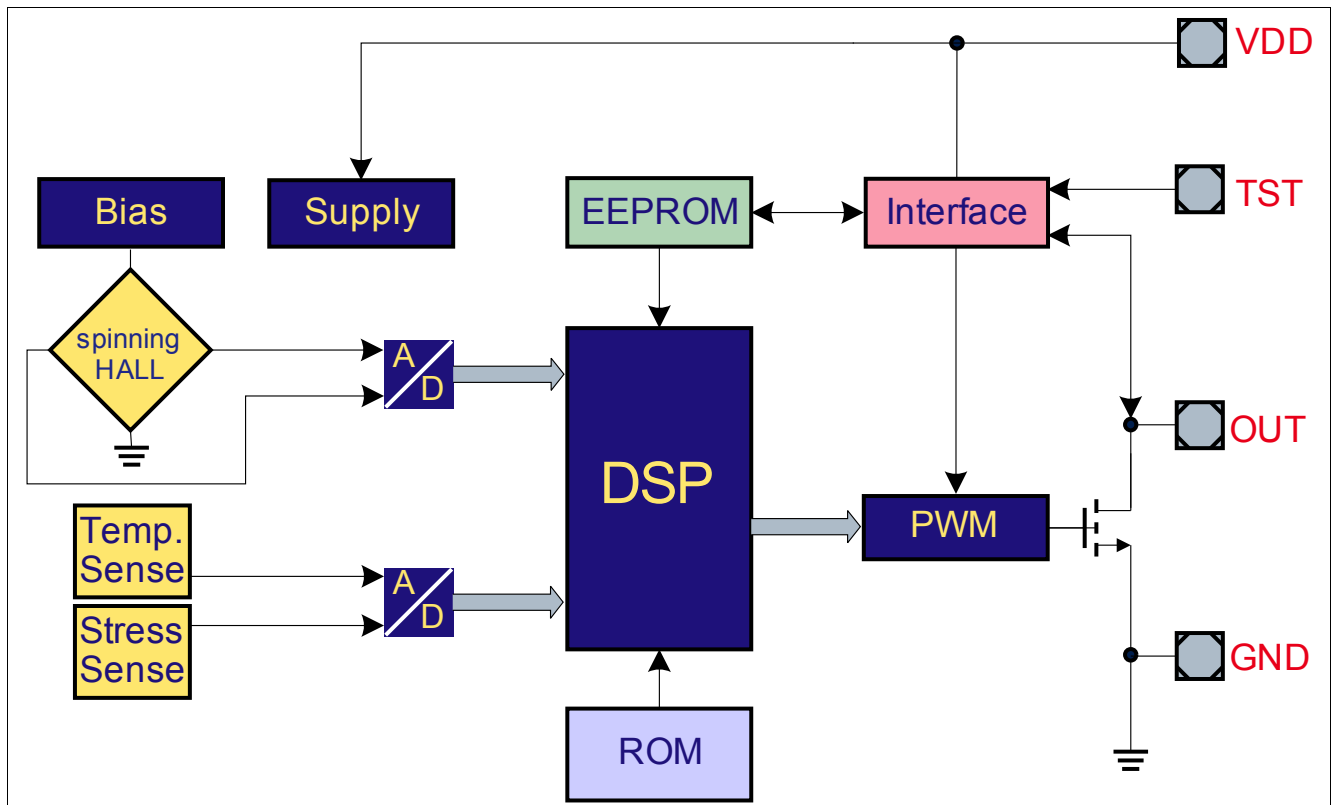 VDD
TST
Bias
Supply
EEPROM
Interface
spinning
HALL
A
D
DSP
OUT
PWM
Temp.
Sense
A
D
Stress
Sense
GND
ROM